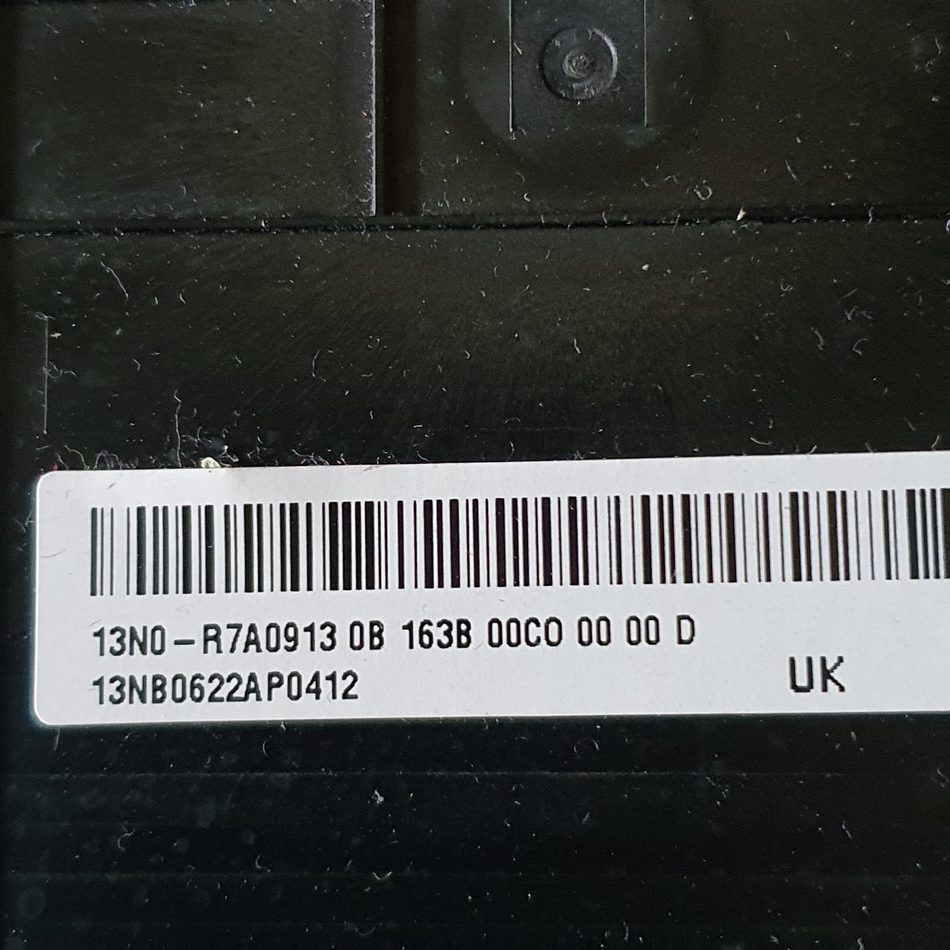 13N0-R7A0913 0B 163B 00C0 00 00 D
13NB0622AP0412
UK